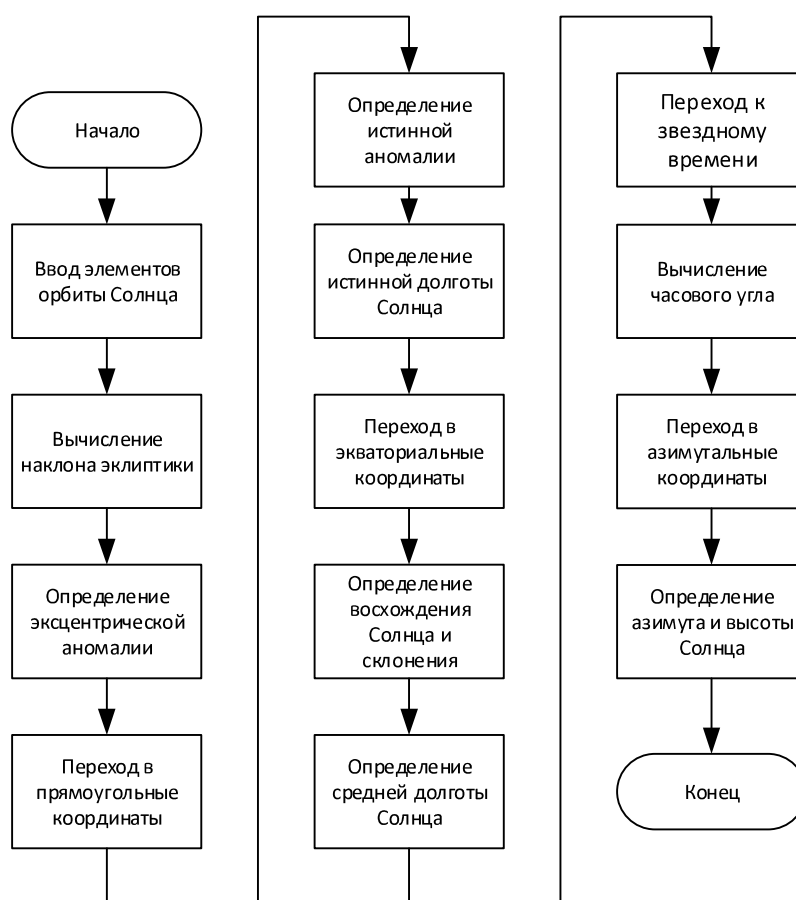 Начало
Ввод элементов
орбиты Солнца
Вычисление
наклона эклиптики
Определение
эксцентрической
аномалии
Переход в
прямоугольные
координаты
Определение
истинной
аномалии
Определение
истинной долготы
Солнца
Переход в
экваториальные
координаты
Определение
восхождения
Солнца и
склонения
Определение
средней долготы
Солнца
Переход к
звездному
времени
Вычисление
часового угла
Переход в
азимутальные
координаты
Определение
азимута и высоты
Солнца
Конец